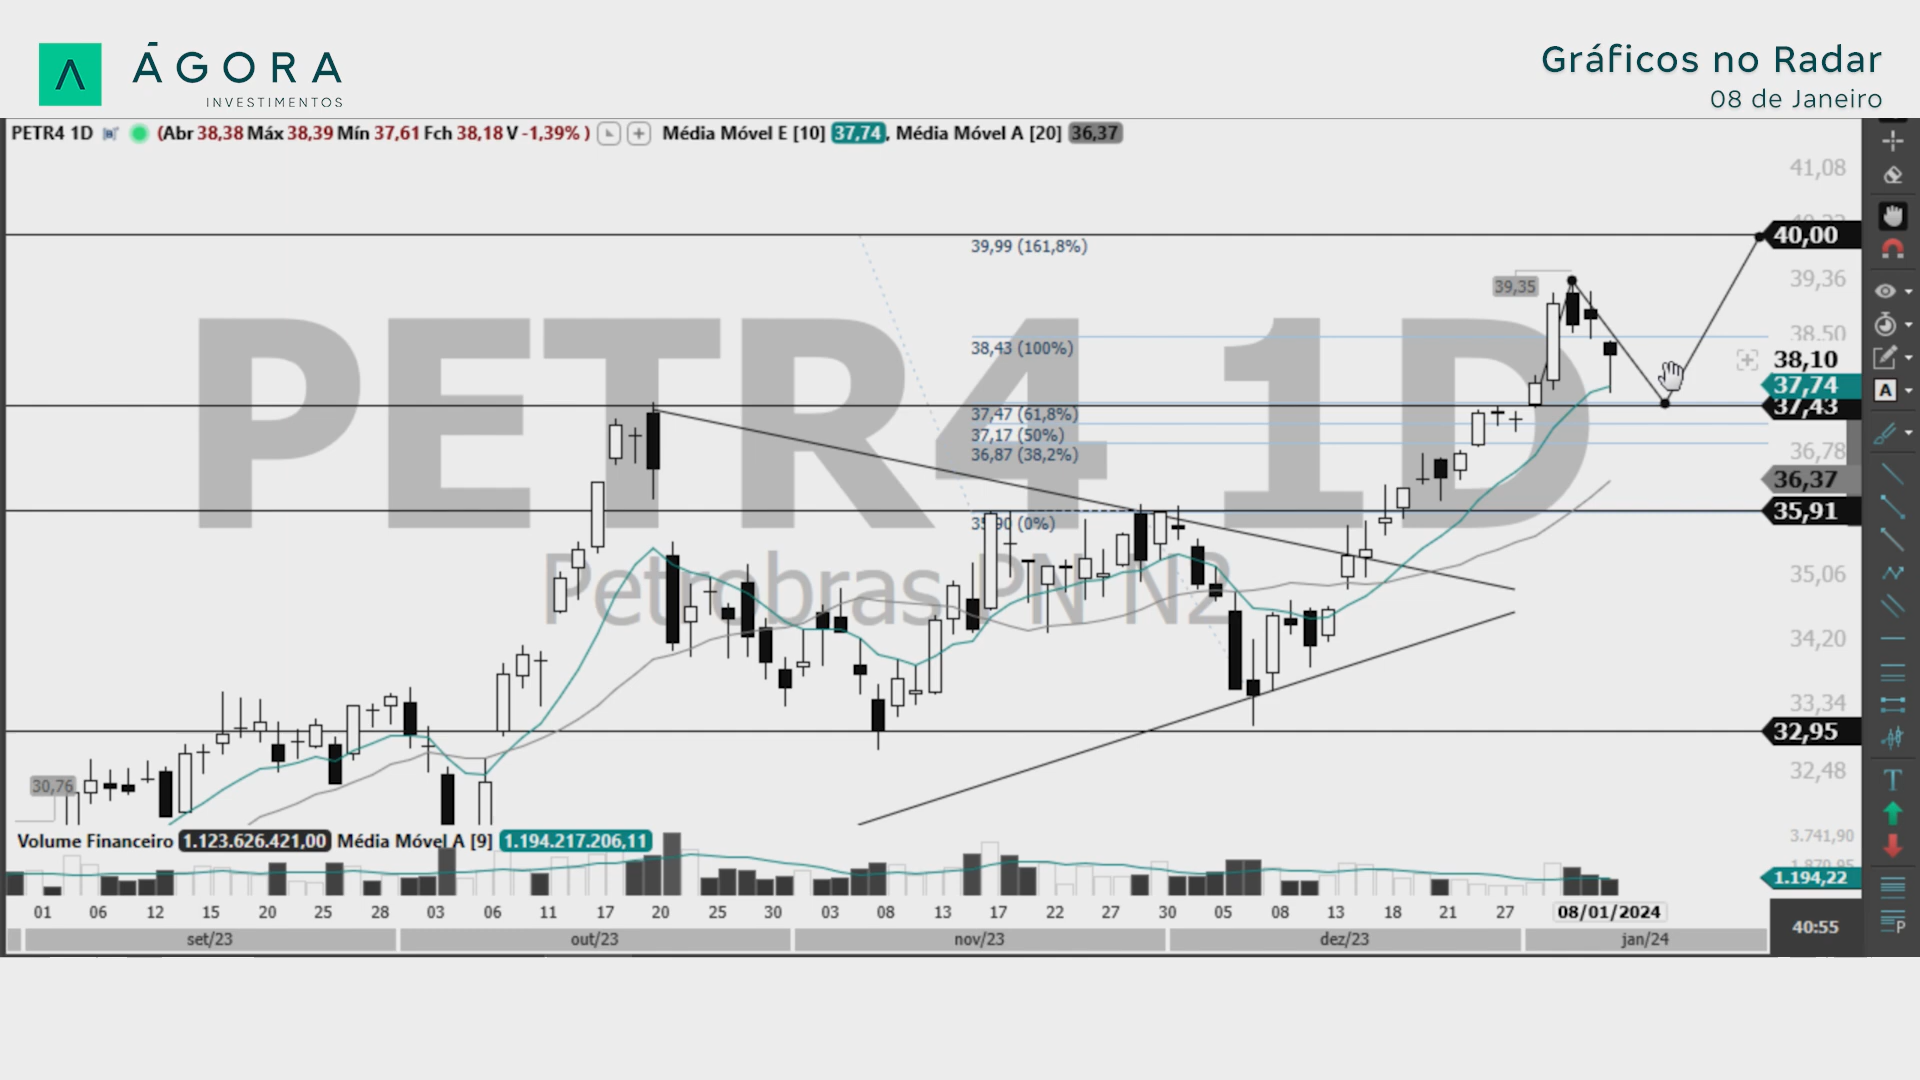 ÁGORA
INVESTIMENTOS
Gráficos no Radar
08 de Janeiro
PETR4 1D (Abr 38,38 Máx 38,39 Mín 37,61 Fch 38,18 V -1,39% ) Média Móvel E [10] 37,74, Média Móvel A [20] 36,37
41,08
40,00
39,99 (161,8%)
39,36
39,35
38,50
38,43 (100%)
38,10
37,74
37,43
37,47 (61,8%)
37,17 (50%)
36,87 (38,2%)
36,78
36,37
35,91
35,90 (0%)
PETR4 1D
Petrobras PN N2
35,06
34,20
33,34
32,95
32,48
30,76
Volume Financeiro 1.123.626.421,00 Média Móvel A [9] 1.194.217.206,11
3.741,90
1.870,95
1.194,22
01 06 12 15 20 25 28 03 06 11 17 20 25 30 03 08 13 17 22 27 30 05 08 13 18 21 27 08/01/2024
set/23 out/23 nov/23 dez/23 jan/24
40:55
A
T
P